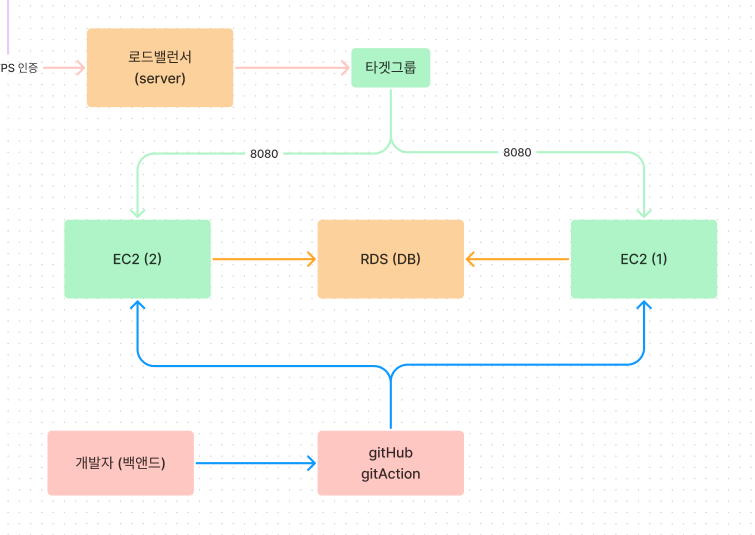 로드밸런서
(server)
PS 인증
타겟그룹
8080
8080
EC2 (2)
RDS (DB)
EC2 (1)
개발자 (백앤드)
gitHub
gitAction